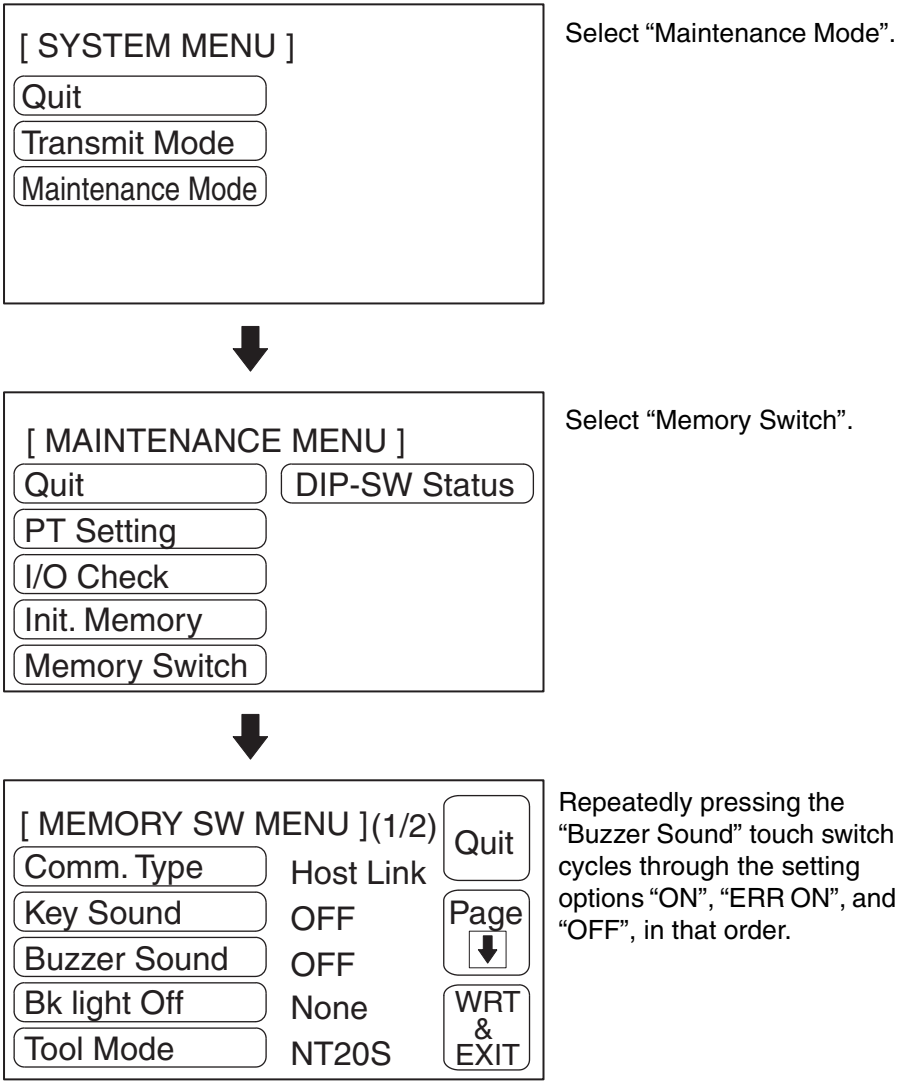 [ SYSTEM MENU ]
Quit
Transmit Mode
Maintenance Mode
Select “Maintenance Mode”.
[ MAINTENANCE MENU ]
Quit
DIP-SW Status
PT Setting
I/O Check
Init. Memory
Memory Switch
Select “Memory Switch”.
[ MEMORY SW MENU ](1/2)
Quit
Comm. Type
Host Link
Key Sound
OFF
Page
Buzzer Sound
OFF
Bk light Off
None
Tool Mode
NT20S
WRT
&
EXIT
Repeatedly pressing the
“Buzzer Sound” touch switch
cycles through the setting
options “ON”, “ERR ON”, and
“OFF”, in that order.